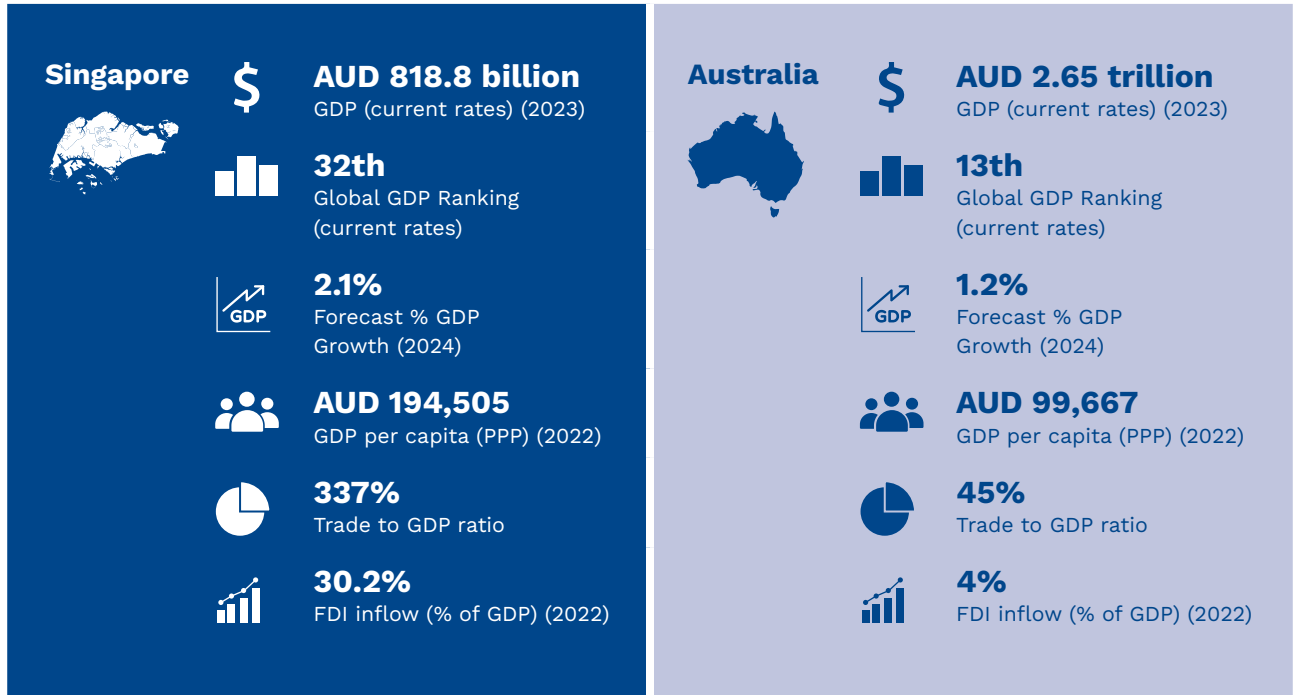 Singapore
AUD 818.8 billion
GDP (current rates) (2023)
32th
Global GDP Ranking
(current rates)
GDP
2.1%
Forecast % GDP
Growth (2024)
AUD 194,505
GDP per capita (PPP) (2022)
337%
Trade to GDP ratio
30.2%
FDI inflow (% of GDP) (2022)
Australia
AUD 2.65 trillion
GDP (current rates) (2023)
13th
Global GDP Ranking
(current rates)
GDP
1.2%
Forecast % GDP
Growth (2024)
AUD 99,667
GDP per capita (PPP) (2022)
45%
Trade to GDP ratio
4%
FDI inflow (% of GDP) (2022)